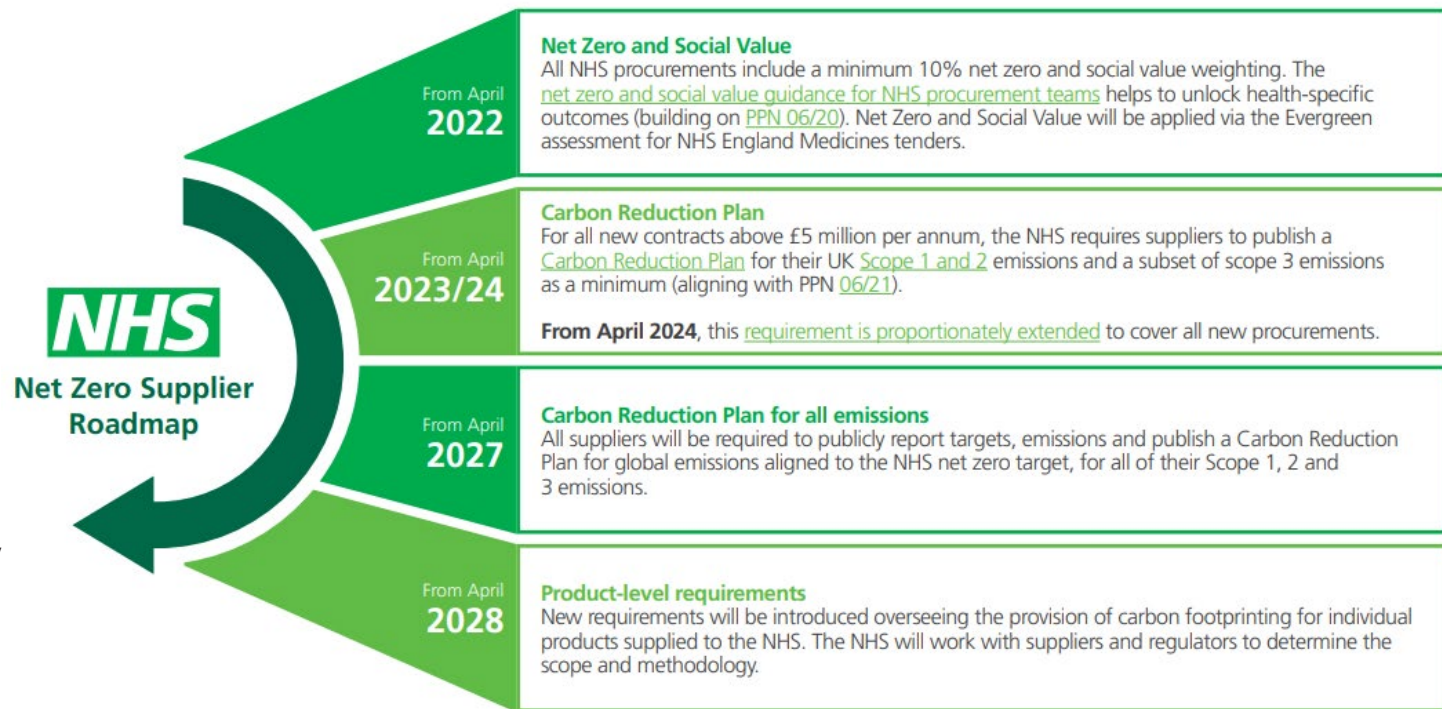 NHS
Net Zero Supplier
Roadmap
From April
2022
Net Zero and Social Value
All NHS procurements include a minimum 10% net zero and social value weighting. The
net zero and social value guidance for NHS procurement teams helps to unlock health-specific
outcomes (building on PPN 06/20). Net Zero and Social Value will be applied via the Evergreen
assessment for NHS England Medicines tenders.
From April
2023/24
Carbon Reduction Plan
For all new contracts above £5 million per annum, the NHS requires suppliers to publish a
Carbon Reduction Plan for their UK Scope 1 and 2 emissions and a subset of scope 3 emissions
as a minimum (aligning with PPN 06/21).
From April 2024, this requirement is proportionately extended to cover all new procurements.
From April
2027
Carbon Reduction Plan for all emissions
All suppliers will be required to publicly report targets, emissions and publish a Carbon Reduction
Plan for global emissions aligned to the NHS net zero target, for all of their Scope 1, 2 and
3 emissions.
From April
2028
Product-level requirements
New requirements will be introduced overseeing the provision of carbon footprinting for individual
products supplied to the NHS. The NHS will work with suppliers and regulators to determine the
scope and methodology.